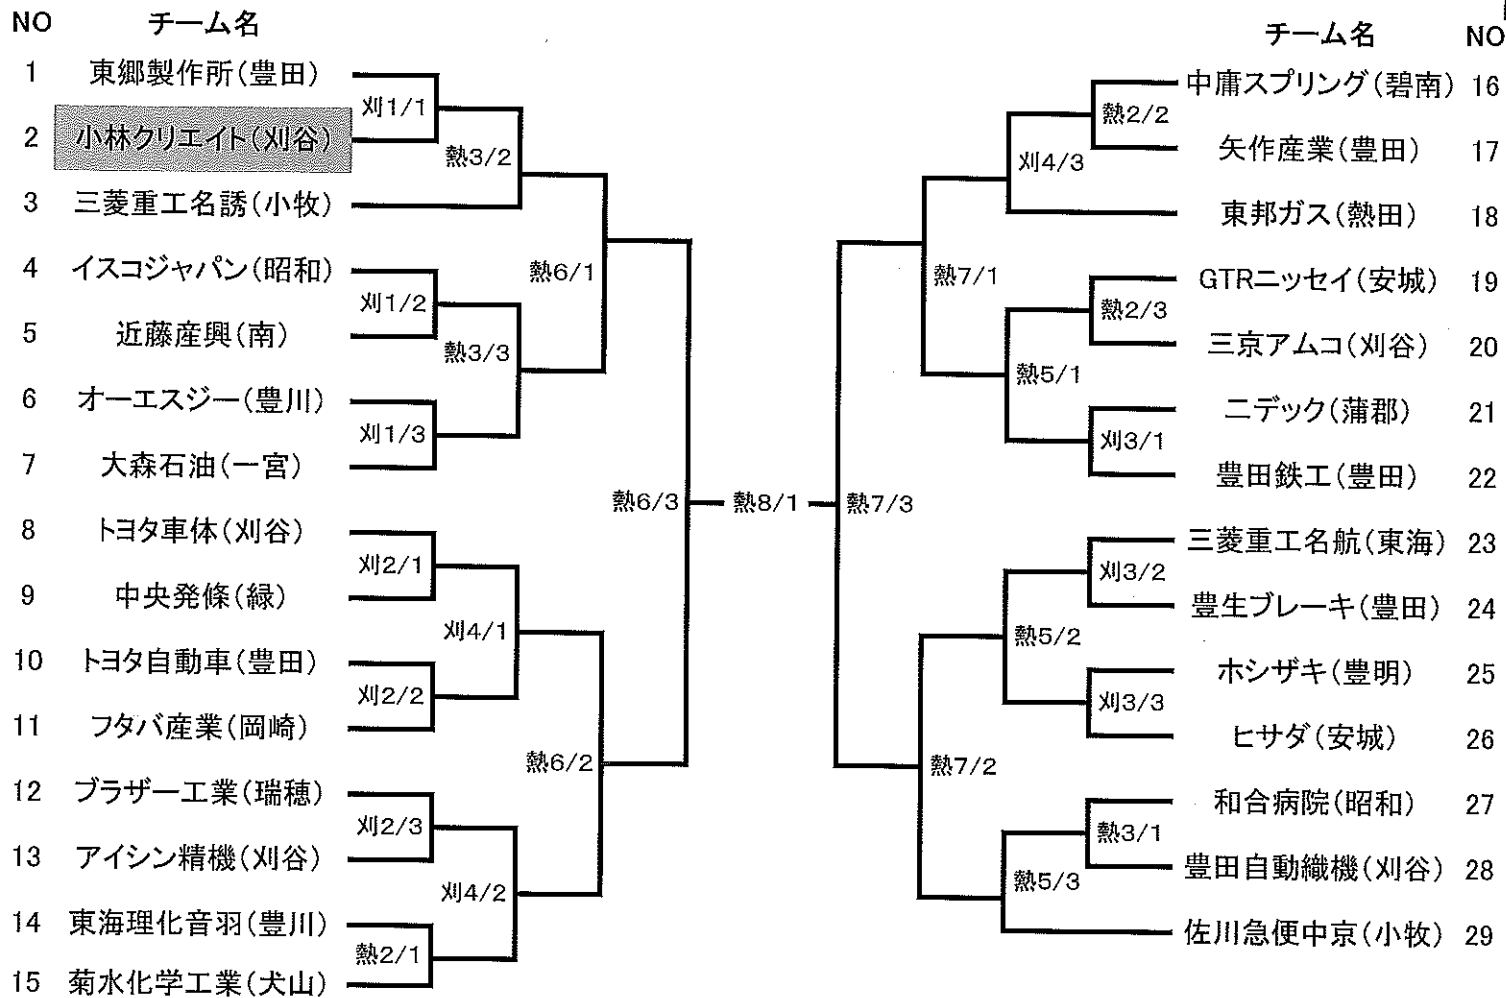 NO チーム名
1 東郷製作所(豊田)
刈1/1
2 小林クリエイト(刈谷)
熱3/2
3 三菱重工名誘(小牧)
熱6/1
4 イスコジャパン(昭和)
刈1/2
5 近藤産興(南)
熱3/3
6 オーエスジー(豊川)
刈1/3
7 大森石油(一宮)
熱6/3
8 トヨタ車体(刈谷)
刈2/1
9 中央発條(緑)
刈4/1
10 トヨタ自動車(豊田)
刈2/2
11 フタバ産業(岡崎)
熱6/2
12 ブラザー工業(瑞穂)
刈2/3
13 アイシン精機(刈谷)
刈4/2
14 東海理化音羽(豊川)
熱2/1
15 菊水化学工業(犬山)
熱8/1
チーム名 NO
中庸スプリング(碧南) 16
熱2/2
矢作産業(豊田) 17
刈4/3
東邦ガス(熱田) 18
熱7/1
GTRニッセイ(安城) 19
熱2/3
三京アムコ(刈谷) 20
熱5/1
ニデック(蒲郡) 21
刈3/1
豊田鉄工(豊田) 22
熱7/3
三菱重工名航(東海) 23
刈3/2
豊生ブレーキ(豊田) 24
熱5/2
ホシザキ(豊明) 25
刈3/3
ヒサダ(安城) 26
熱7/2
和合病院(昭和) 27
熱3/1
豊田自動織機(刈谷) 28
熱5/3
佐川急便中京(小牧) 29